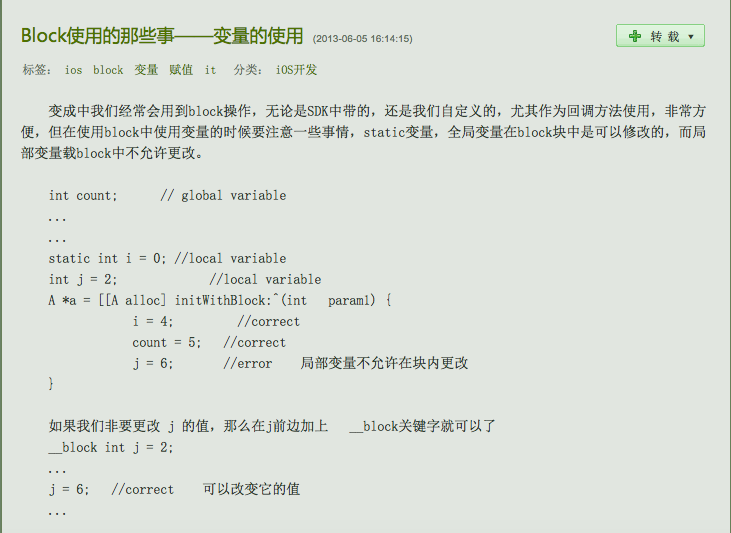 Block使用的那些事——变量的使用 (2013-06-05 16:14:15)
转 载 ▼
标签： ios block 变量 赋值 it 分类： iOS开发
变成中我们经常会用到block操作，无论是SDK中带的，还是我们自定义的，尤其作为回调方法使用，非常方
便，但在使用block中使用变量的时候要注意一些事情，static变量，全局变量在block块中是可以修改的，而局
部变量载block中不允许更改。
int count; // global variable
...
...
static int i = 0; //local variable
int j = 2; //local variable
A *a = [[A alloc] initWithBlock:^(int param1) {
i = 4; //correct
count = 5; //correct
j = 6; //error 局部变量不允许在块内更改
}
如果我们非要更改 j 的值，那么在j前边加上 __block关键字就可以了
__block int j = 2;
...
j = 6; //correct 可以改变它的值
...